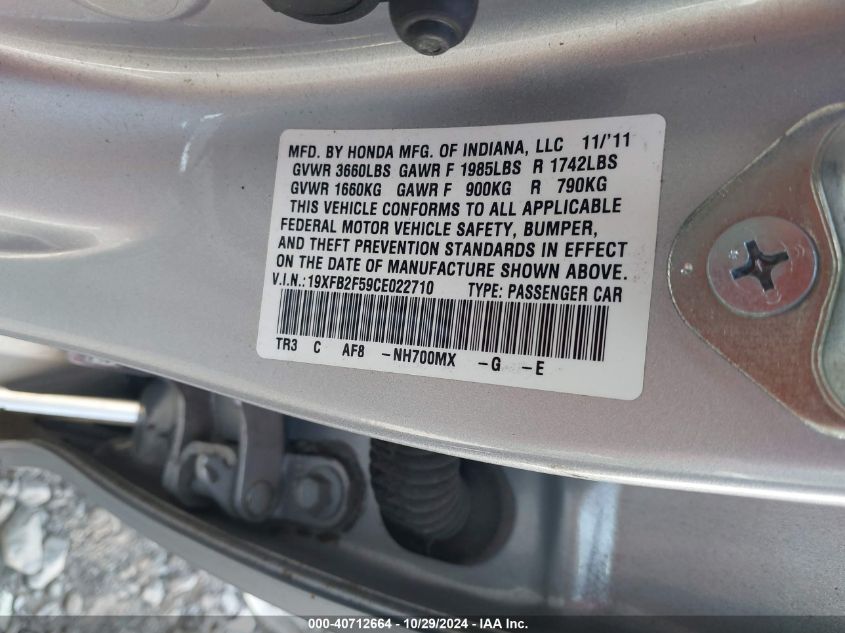 MFD. BY HONDA MFG. OF INDIANA, LLC 11/'11
GVWR 3660LBS GAWR F 1985LBS R 1742LBS
GVWR 1660KG GAWR F 900KG R 790KG
THIS VEHICLE CONFORMS TO ALL APPLICABLE
FEDERAL MOTOR VEHICLE SAFETY, BUMPER,
AND THEFT PREVENTION STANDARDS IN EFFECT
ON THE DATE OF MANUFACTURE SHOWN ABOVE.
V.I.N.:19XFB2F59CE022710 TYPE: PASSENGER CAR
TR3 C AF8 -NH700MX -G -E
000-40712664 - 10/29/2024 - IAA Inc.